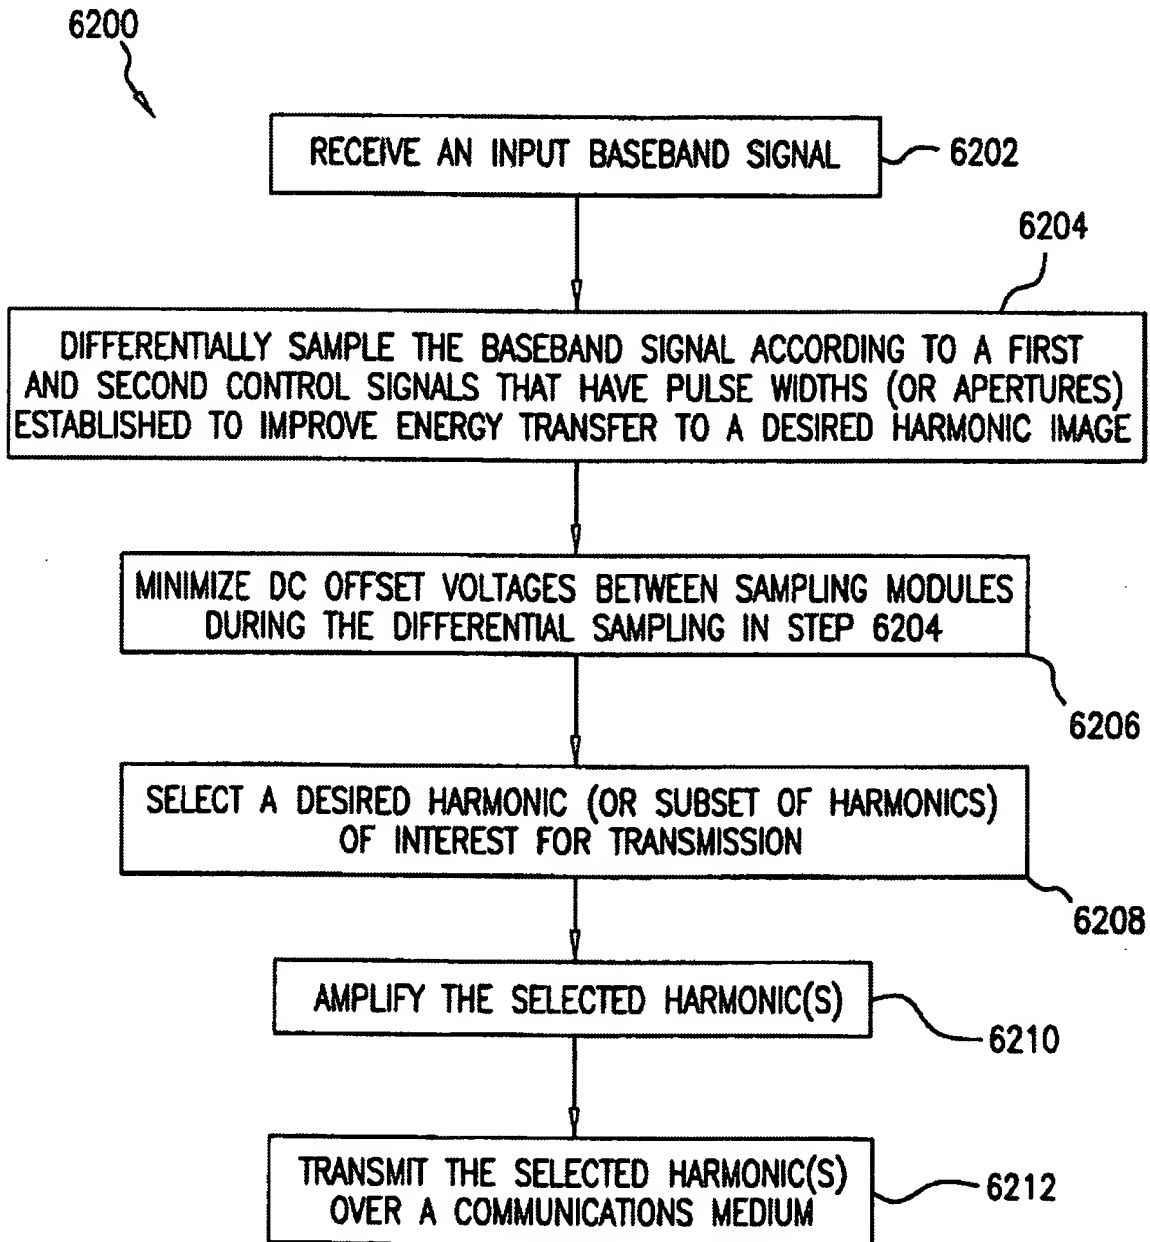 6200
RECEIVE AN INPUT BASEBAND SIGNAL
6202
6204
DIFFERENTIALLY SAMPLE THE BASEBAND SIGNAL ACCORDING TO A FIRST
AND SECOND CONTROL SIGNALS THAT HAVE PULSE WIDTHS (OR APERTURES)
ESTABLISHED TO IMPROVE ENERGY TRANSFER TO A DESIRED HARMONIC IMAGE
MINIMIZE DC OFFSET VOLTAGES BETWEEN SAMPLING MODULES
DURING THE DIFFERENTIAL SAMPLING IN STEP 6204
6206
SELECT A DESIRED HARMONIC (OR SUBSET OF HARMONICS)
OF INTEREST FOR TRANSMISSION
6208
AMPLIFY THE SELECTED HARMONIC(S)
6210
TRANSMIT THE SELECTED HARMONIC(S)
OVER A COMMUNICATIONS MEDIUM
6212